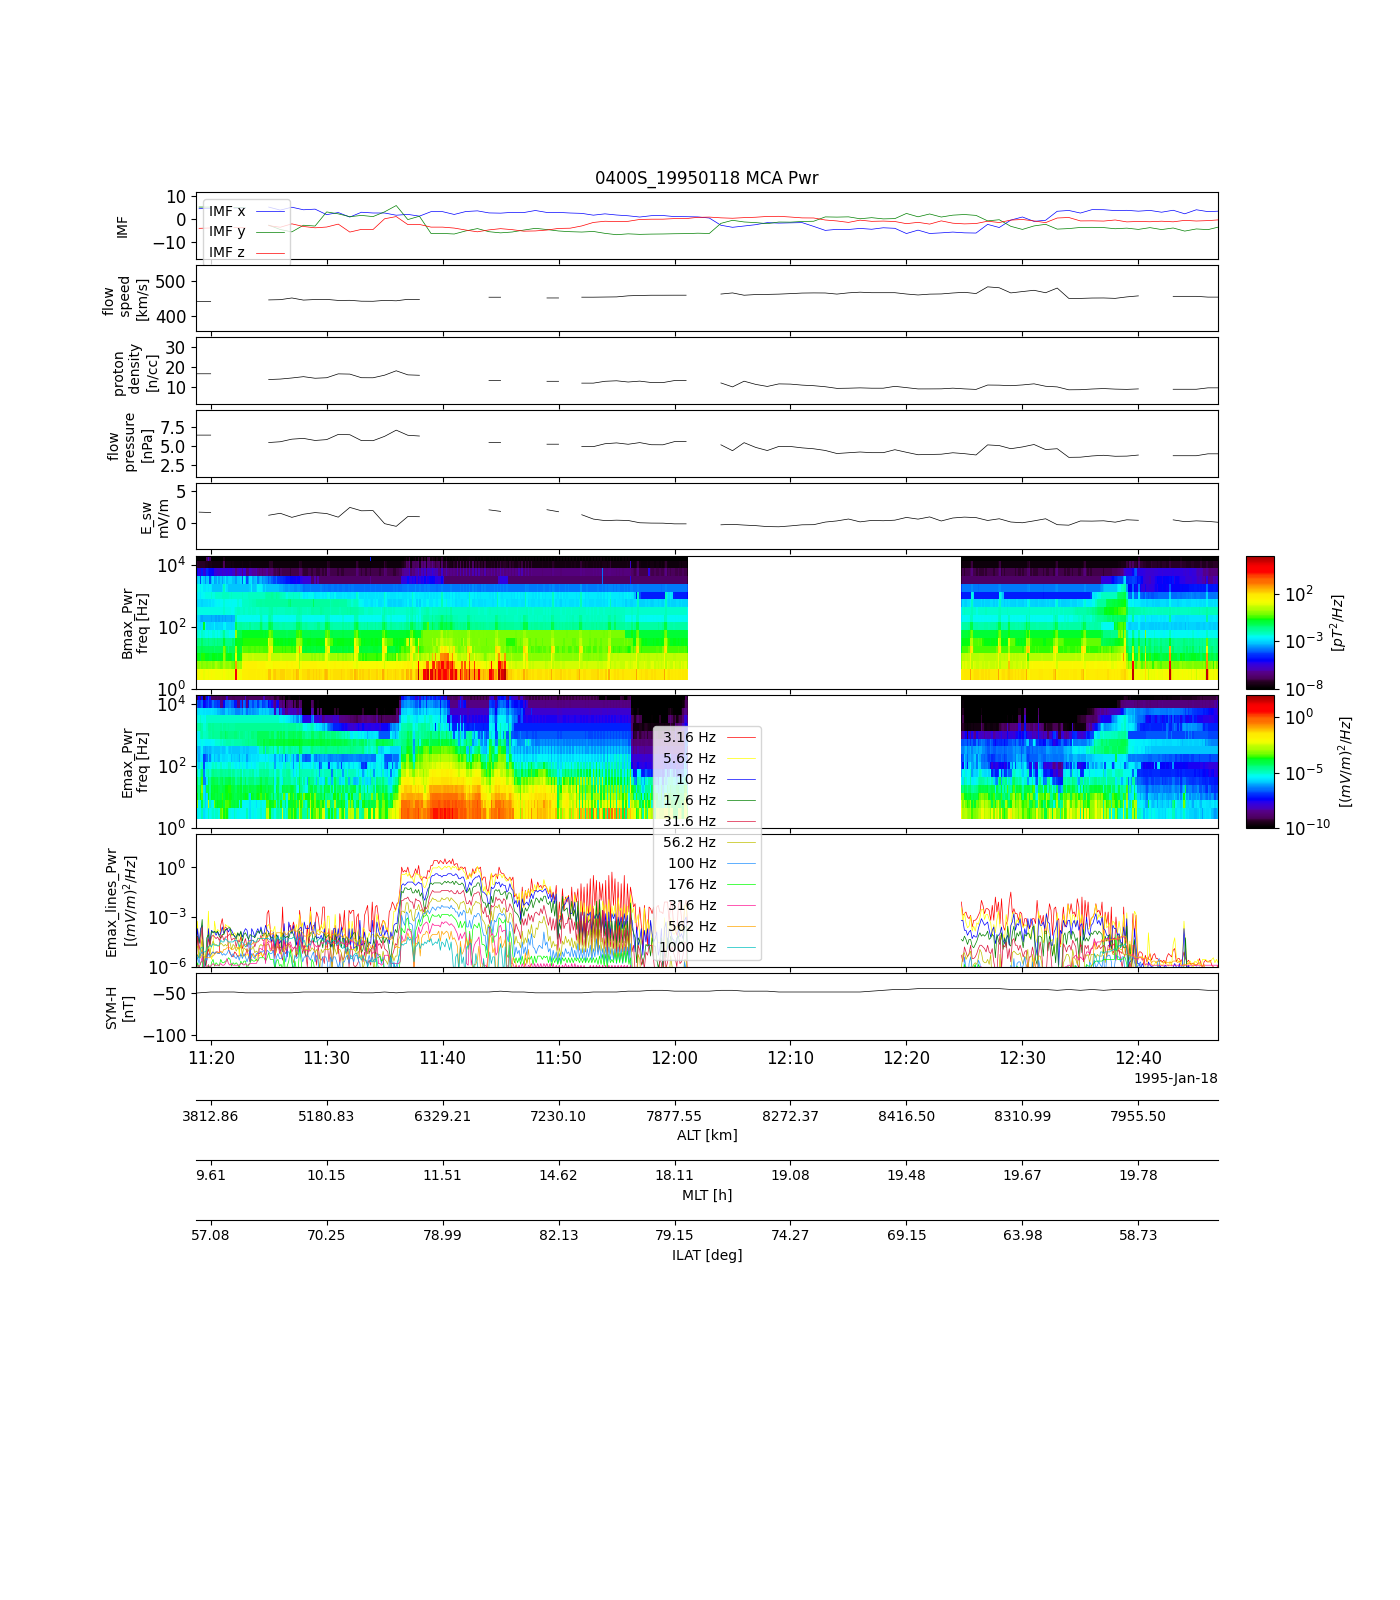 0400S_19950118 MCA Pwr
IMF
10
0
−10
IMF x
IMF y
IMF z
flow
speed
[km/s]
500
400
proton
density
[n/cc]
30
20
10
flow
pressure
[nPa]
7.5
5.0
2.5
E_sw
mV/m
5
0
Bmax_Pwr
freq [Hz]
10^4
10^2
10^0
10^2
10^−3
10^−8
[pT^2/Hz]
Emax_Pwr
freq [Hz]
10^4
10^2
10^0
10^0
10^−5
10^−10
[(mV/m)^2/Hz]
3.16 Hz
5.62 Hz
10 Hz
17.6 Hz
31.6 Hz
56.2 Hz
100 Hz
176 Hz
316 Hz
562 Hz
1000 Hz
Emax_lines_Pwr
[(mV/m)^2/Hz]
10^0
10^−3
10^−6
SYM-H
[nT]
−50
−100
11:20 11:30 11:40 11:50 12:00 12:10 12:20 12:30 12:40
1995-Jan-18
3812.86 5180.83 6329.21 7230.10 7877.55 8272.37 8416.50 8310.99 7955.50
ALT [km]
9.61 10.15 11.51 14.62 18.11 19.08 19.48 19.67 19.78
MLT [h]
57.08 70.25 78.99 82.13 79.15 74.27 69.15 63.98 58.73
ILAT [deg]